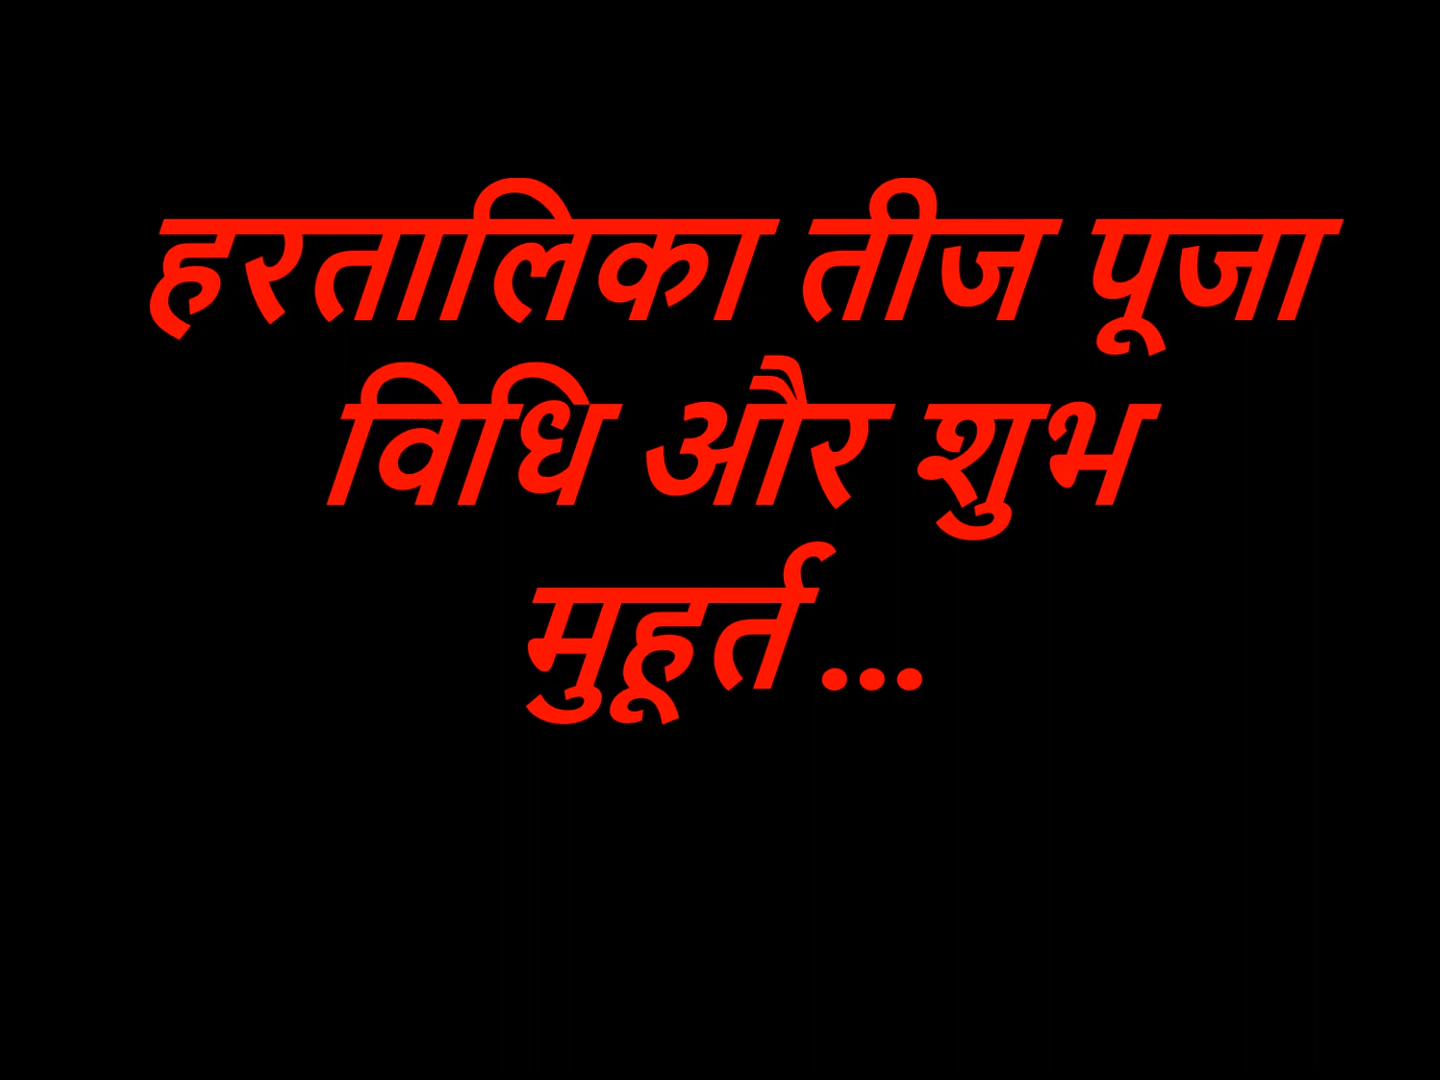 हरतालिका तीज पूजा
विधि और शुभ
मुहूर्त...